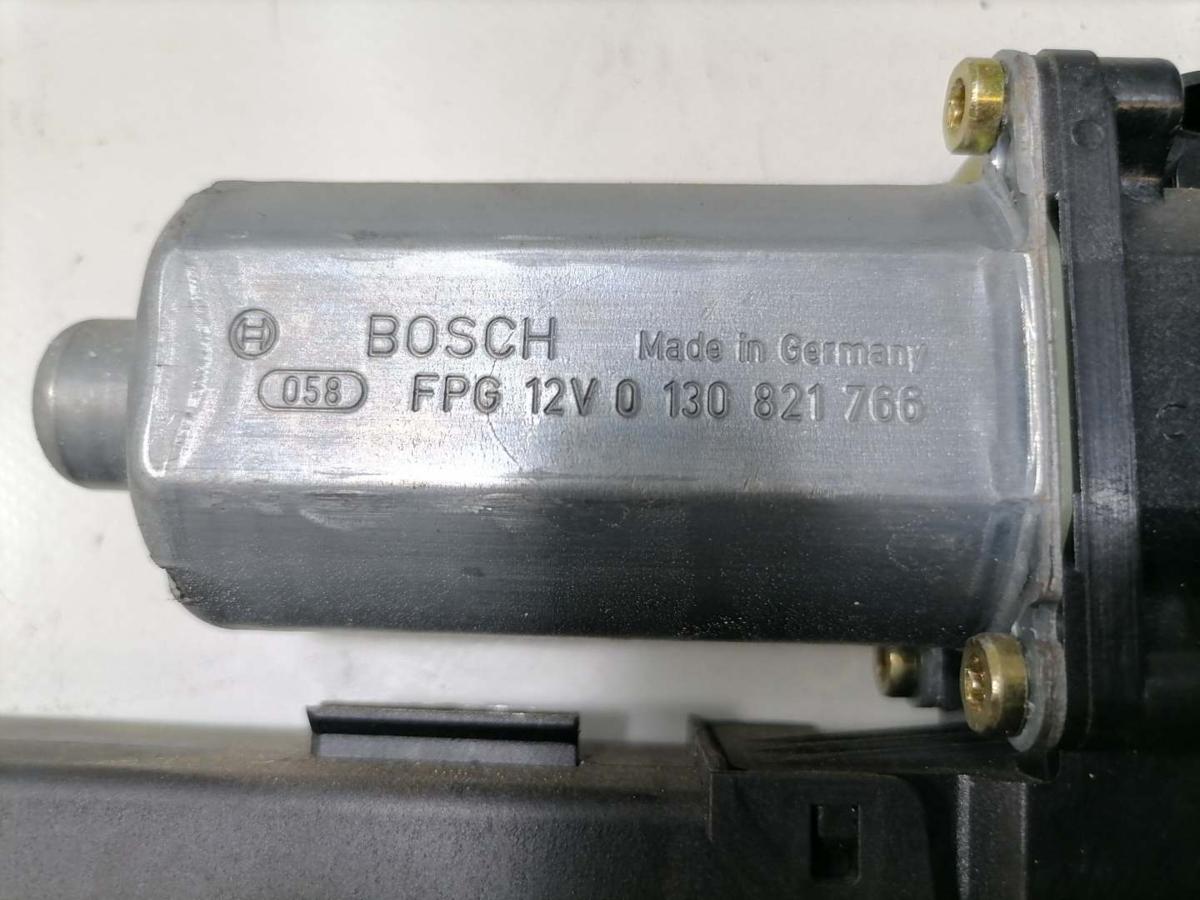 BOSCH Made in Germany
058 FPG 12V 0 130 821 766